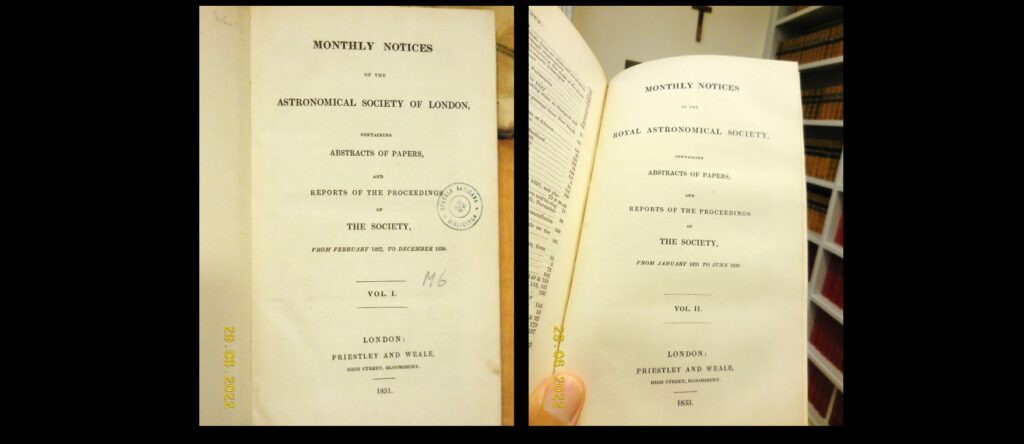 MONTHLY NOTICES
OF THE
ASTRONOMICAL SOCIETY OF LONDON,
CONTAINING
ABSTRACTS OF PAPERS,
AND
REPORTS OF THE PROCEEDINGS
OF
THE SOCIETY,
FROM FEBRUARY 1827, TO DECEMBER 1830.
M6
VOL. I.
LONDON:
PRIESTLEY AND WEALE,
HIGH STREET, BLOOMSBURY.
1831.
29.06.2022
MONTHLY NOTICES
OF THE
ROYAL ASTRONOMICAL SOCIETY,
CONTAINING
ABSTRACTS OF PAPERS,
AND
REPORTS OF THE PROCEEDINGS
OF
THE SOCIETY,
FROM JANUARY 1831 TO JUNE 1833.
VOL. II.
LONDON:
PRIESTLEY AND WEALE,
HIGH STREET, BLOOMSBURY.
1833.
29.06.2022